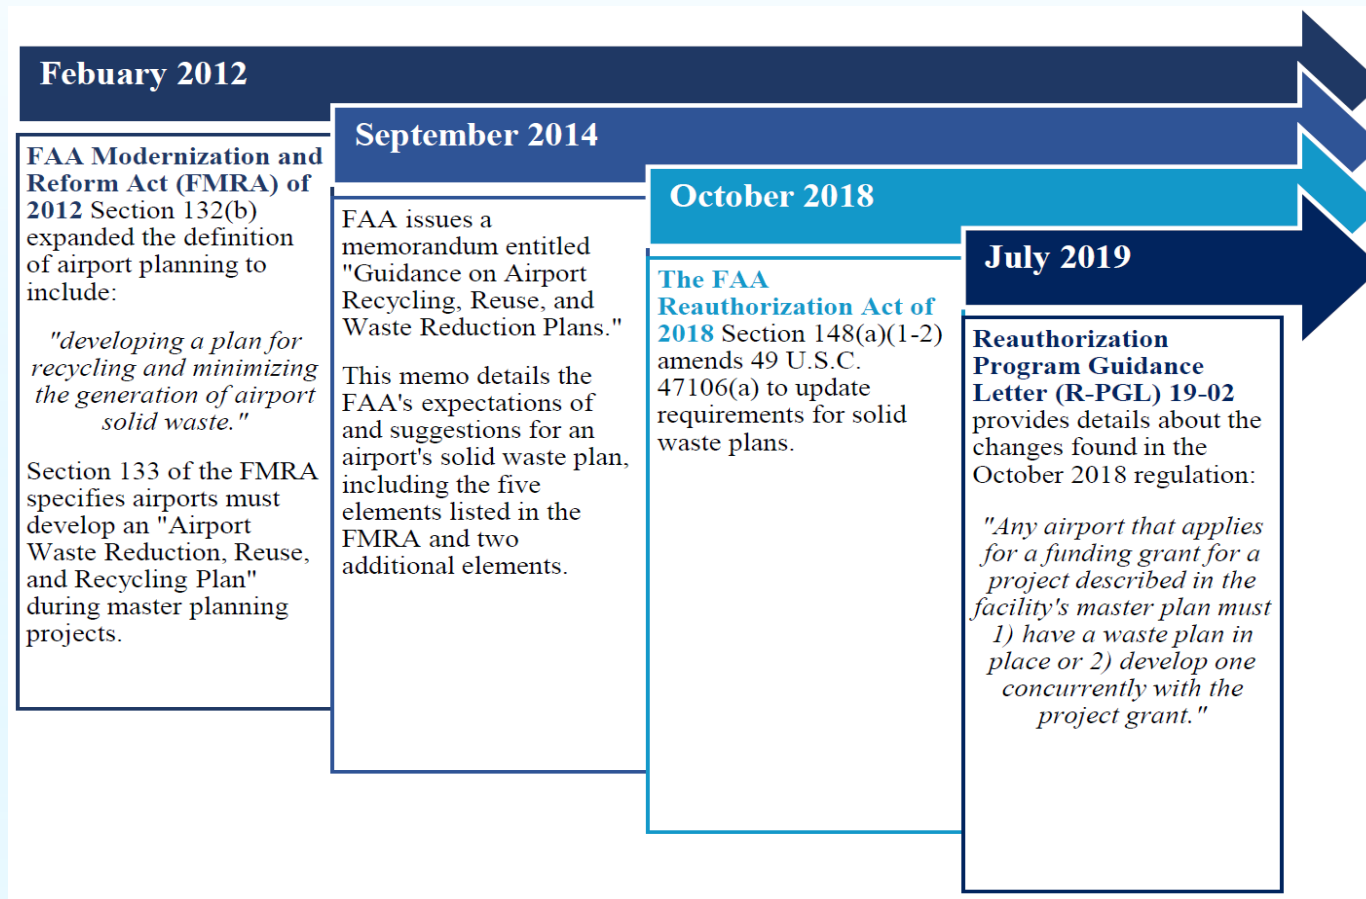 Febuary 2012
FAA Modernization and
Reform Act (FMRA) of
2012 Section 132(b)
expanded the definition
of airport planning to
include:
"developing a plan for
recycling and minimizing
the generation of airport
solid waste."
Section 133 of the FMRA
specifies airports must
develop an "Airport
Waste Reduction, Reuse,
and Recycling Plan"
during master planning
projects.
September 2014
FAA issues a
memorandum entitled
"Guidance on Airport
Recycling, Reuse, and
Waste Reduction Plans."
This memo details the
FAA's expectations of
and suggestions for an
airport's solid waste plan,
including the five
elements listed in the
FMRA and two
additional elements.
October 2018
The FAA
Reauthorization Act of
2018 Section 148(a)(1-2)
amends 49 U.S.C.
47106(a) to update
requirements for solid
waste plans.
July 2019
Reauthorization
Program Guidance
Letter (R-PGL) 19-02
provides details about the
changes found in the
October 2018 regulation:
"Any airport that applies
for a funding grant for a
project described in the
facility's master plan must
1) have a waste plan in
place or 2) develop one
concurrently with the
project grant."